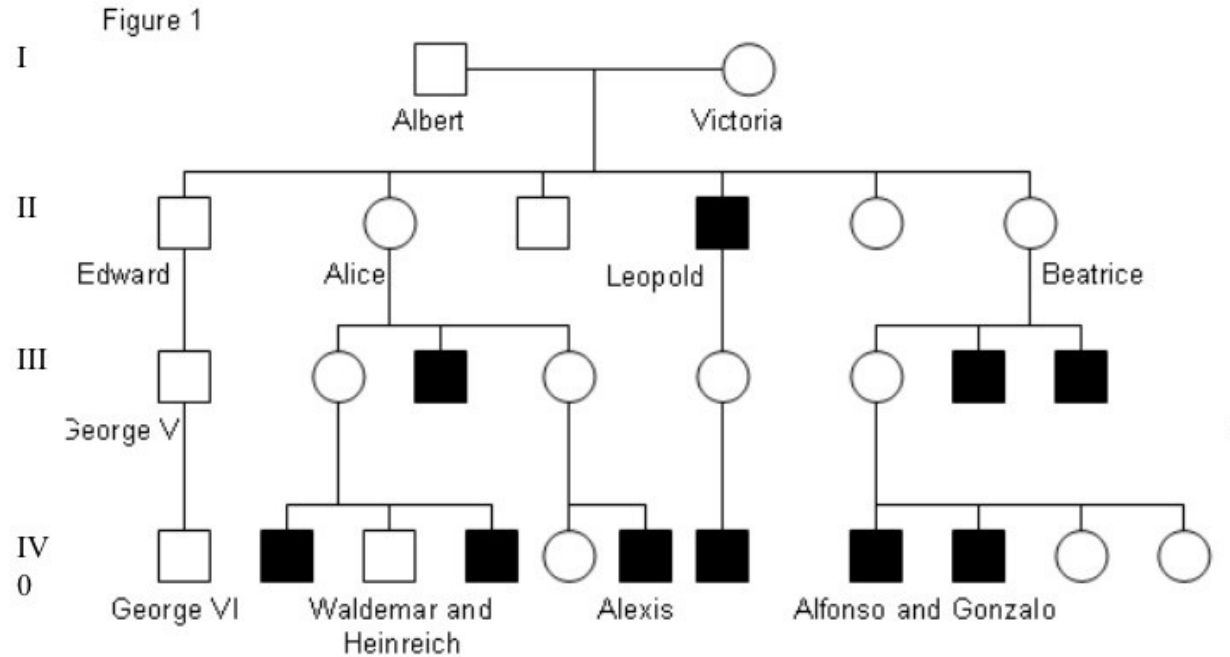 Figure 1
I
Albert
Victoria
II
Edward
Alice
Leopold
Beatrice
III
George V
IV
0
George VI
Waldemar and
Heinreich
Alexis
Alfonso and Gonzalo